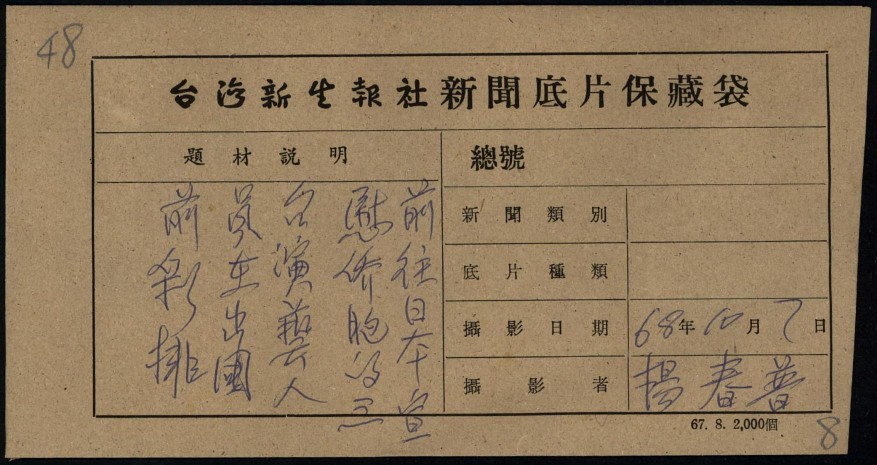 48
台灣新生報社新聞底片保藏袋
題材說明
前往日本宣
慰僑胞的三
台演藝人
員在出國
前彩排
總號
新聞類別
底片種類
攝影日期 68年10月7日
攝影者 楊春普
67. 8. 2,000個
8